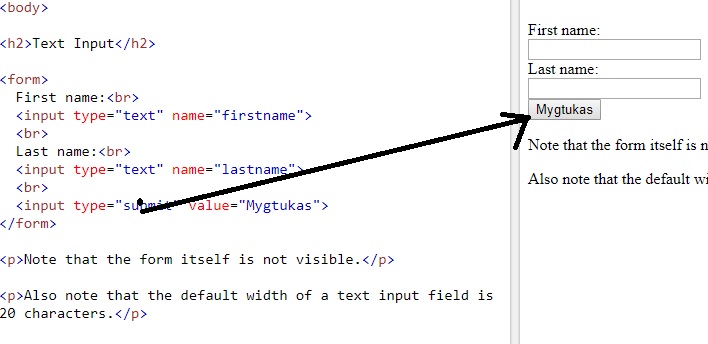 <body>
<h2>Text Input</h2>
<form>
First name:<br>
<input type="text" name="firstname">
<br>
Last name:<br>
<input type="text" name="lastname">
<br>
<input type="submit" value="Mygtukas">
</form>
<p>Note that the form itself is not visible.</p>
<p>Also note that the default width of a text input field is
20 characters.</p>
First name:
Last name:
Mygtukas
Note that the form itself is
Also note that the default